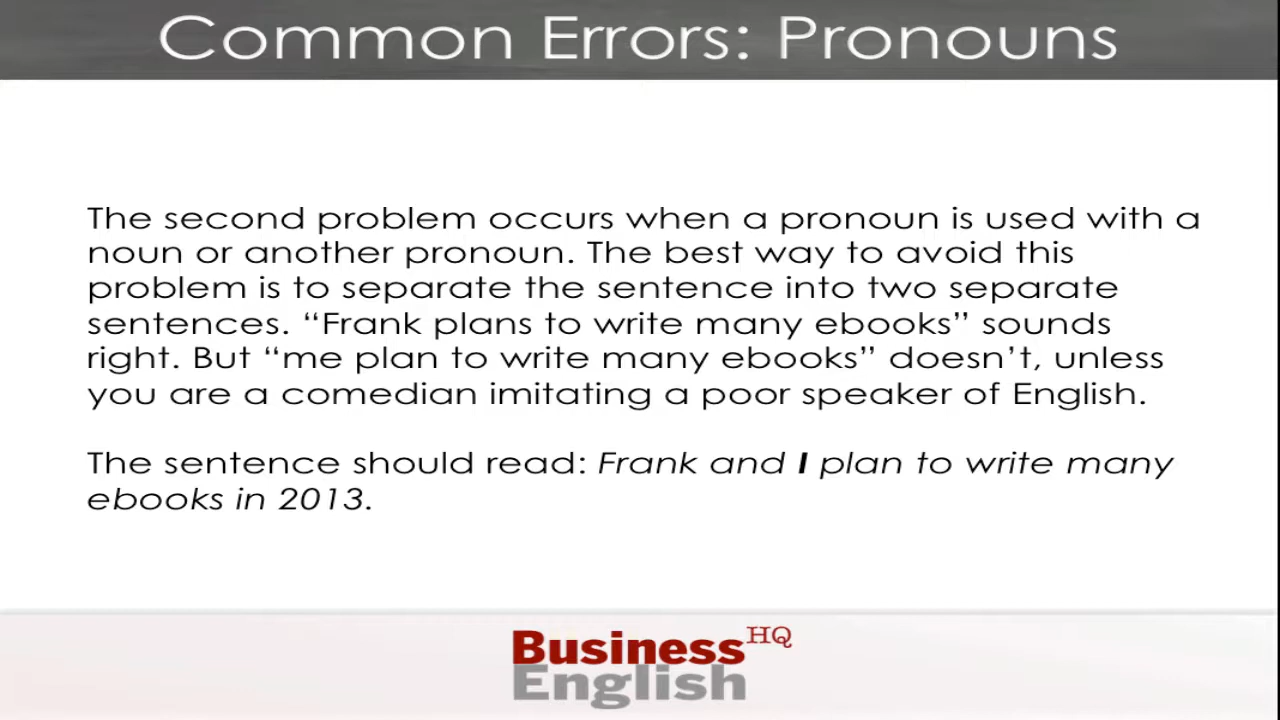 Common Errors: Pronouns
The second problem occurs when a pronoun is used with a
noun or another pronoun. The best way to avoid this
problem is to separate the sentence into two separate
sentences. “Frank plans to write many ebooks” sounds
right. But “me plan to write many ebooks” doesn’t, unless
you are a comedian imitating a poor speaker of English.
The sentence should read: Frank and I plan to write many
ebooks in 2013.
Business HQ
English